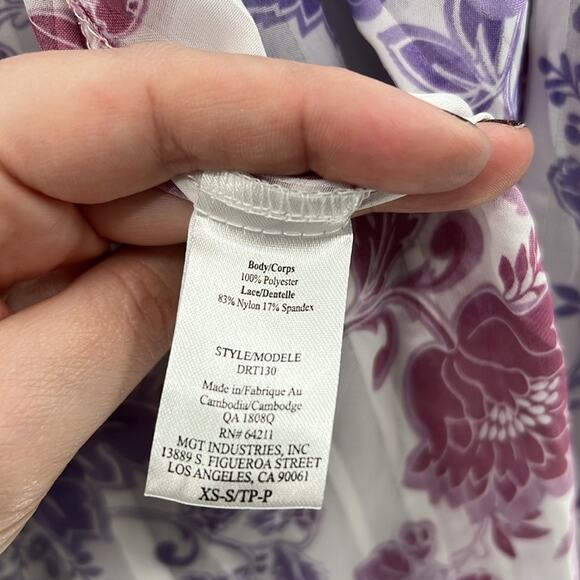 Body/Corps
100% Polyester
Lace/Dentelle
83% Nylon 17% Spandex
STYLE/MODELE
DRT130
Made in/Fabrique Au
Cambodia/Cambodge
QA 1808Q
RN# 64211
MGT INDUSTRIES, INC
13889 S. FIGUEROA STREET
LOS ANGELES, CA 90061
XS-S/TP-P